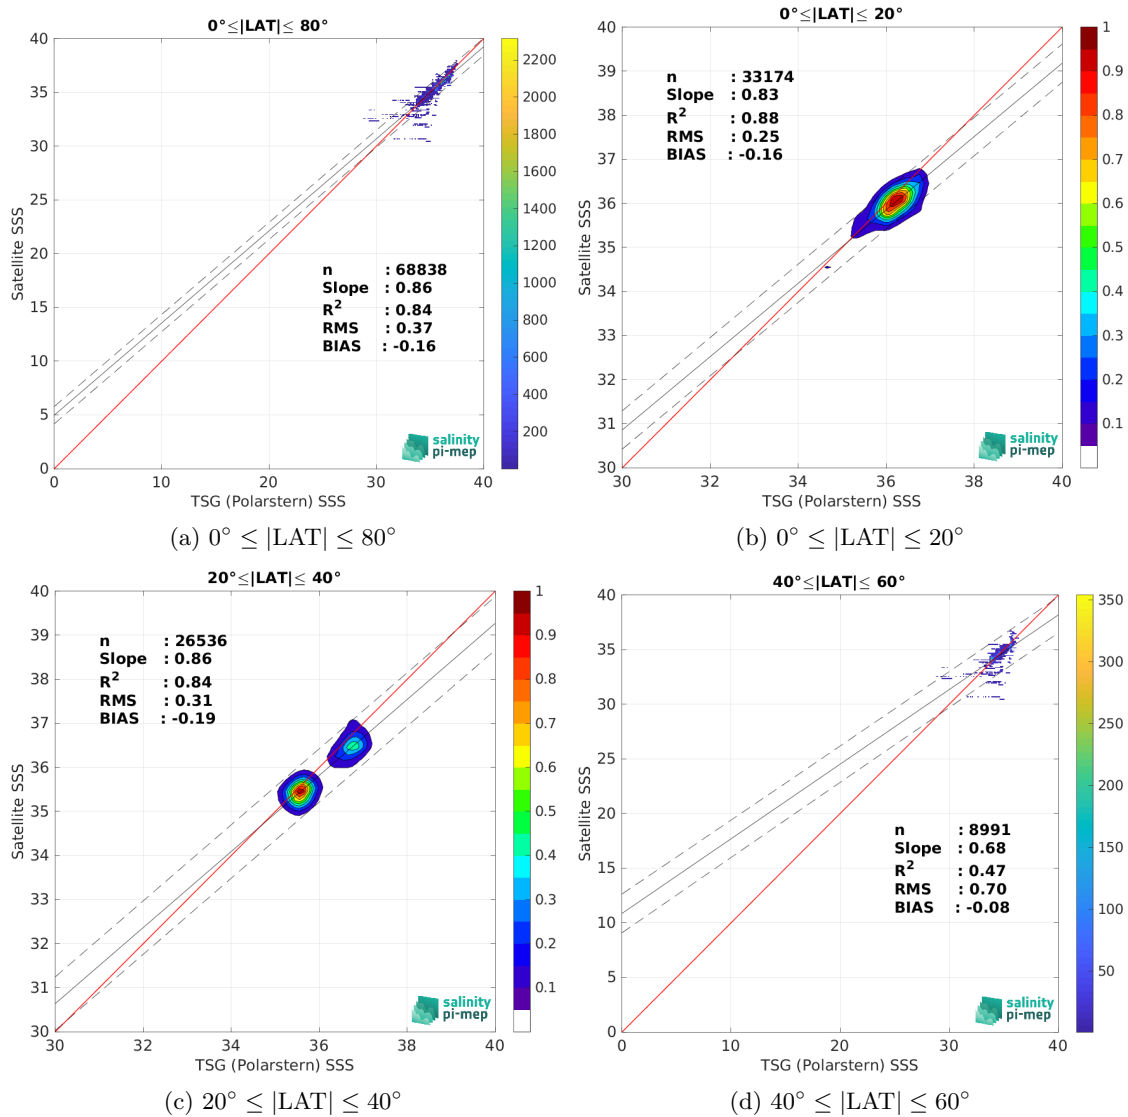 0°≤|LAT|≤ 80°
40
35
30
25
20
15
10
5
0
Satellite SSS
n : 68838
Slope : 0.86
R² : 0.84
RMS : 0.37
BIAS : -0.16
salinity
pi-mep
0 10 20 30 40
TSG (Polarstern) SSS
2200
2000
1800
1600
1400
1200
1000
800
600
400
200
(a) 0° ≤ |LAT| ≤ 80°
0°≤|LAT|≤ 20°
40
39
38
37
36
35
34
33
32
31
30
Satellite SSS
n : 33174
Slope : 0.83
R² : 0.88
RMS : 0.25
BIAS : -0.16
salinity
pi-mep
30 32 34 36 38 40
TSG (Polarstern) SSS
1
0.9
0.8
0.7
0.6
0.5
0.4
0.3
0.2
0.1
(b) 0° ≤ |LAT| ≤ 20°
20°≤|LAT|≤ 40°
40
39
38
37
36
35
34
33
32
31
30
Satellite SSS
n : 26536
Slope : 0.86
R² : 0.84
RMS : 0.31
BIAS : -0.19
salinity
pi-mep
30 32 34 36 38 40
TSG (Polarstern) SSS
1
0.9
0.8
0.7
0.6
0.5
0.4
0.3
0.2
0.1
(c) 20° ≤ |LAT| ≤ 40°
40°≤|LAT|≤ 60°
40
35
30
25
20
15
10
5
0
Satellite SSS
n : 8991
Slope : 0.68
R² : 0.47
RMS : 0.70
BIAS : -0.08
salinity
pi-mep
0 10 20 30 40
TSG (Polarstern) SSS
350
300
250
200
150
100
50
(d) 40° ≤ |LAT| ≤ 60°